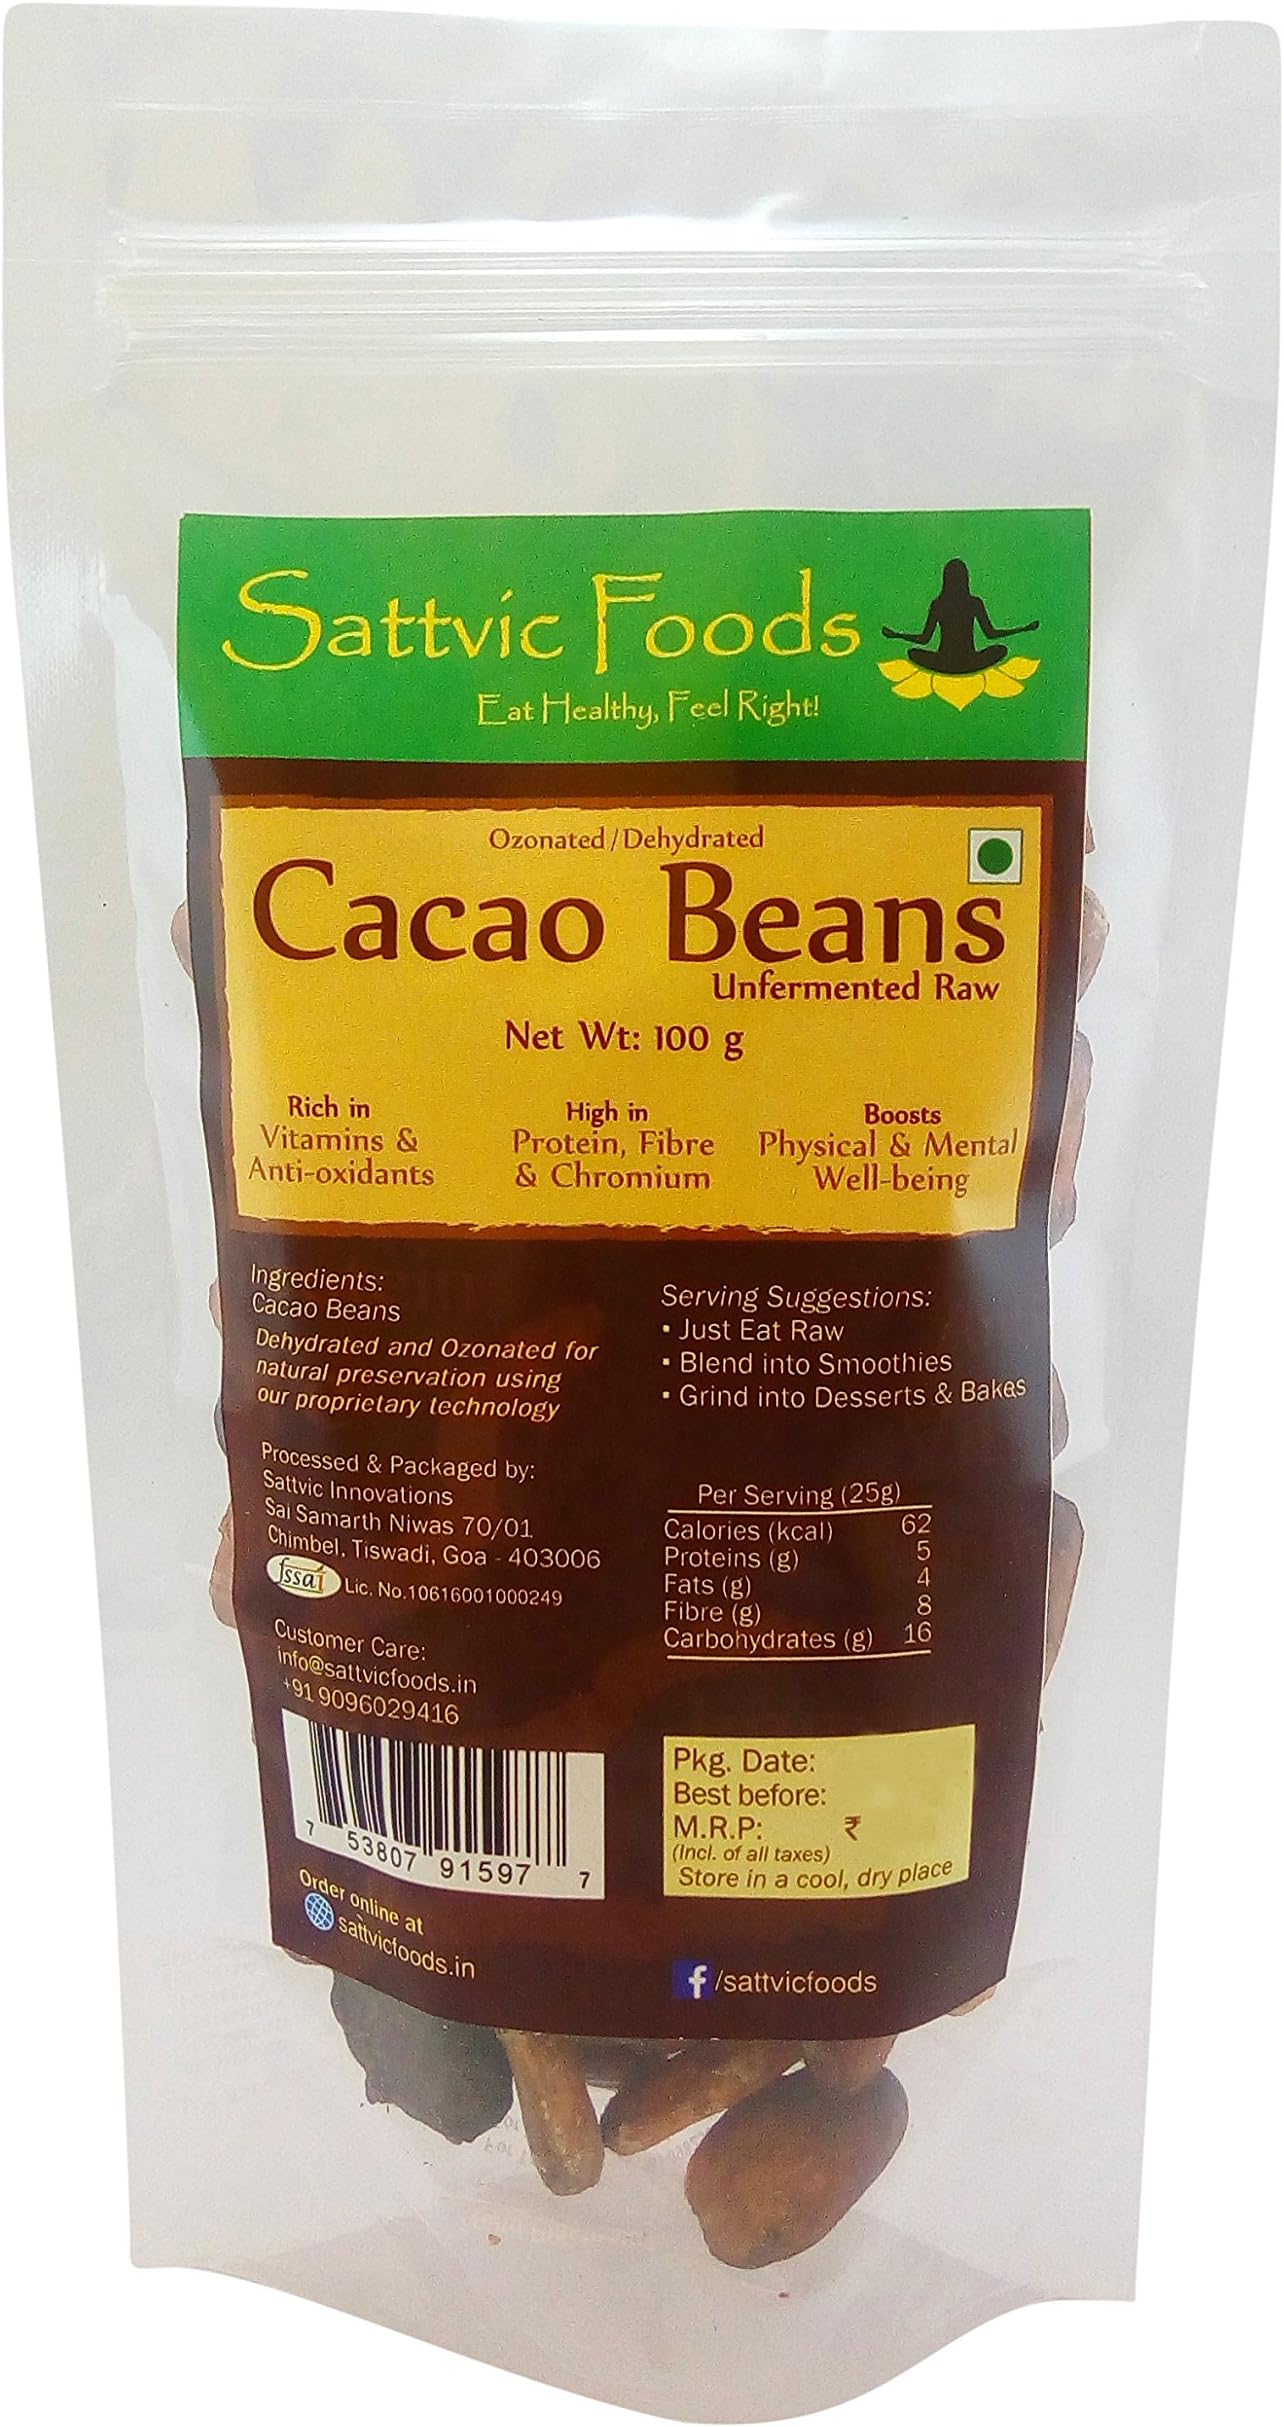 Sattvic Foods
Eat Healthy, Feel Right!
Ozonated/Dehydrated
Cacao Beans
Unfermented Raw
Net Wt: 100 g
Rich in
Vitamins &
Anti-oxidants
High in
Protein, Fibre
& Chromium
Boosts
Physical & Mental
Well-being
Ingredients:
Cacao Beans
Dehydrated and Ozonated for
natural preservation using
our proprietary technology
Processed & Packaged by:
Sattvic Innovations
Sai Samarth Niwas 70/01
Chimbel, Tiswadi, Goa - 403006
fssai Lic. No.10616001000249
Customer Care:
info@sattvicfoods.in
+91 9096029416
7 53807 91597 7
Order online at
sattvicfoods.in
Serving Suggestions:
▪ Just Eat Raw
▪ Blend into Smoothies
▪ Grind into Desserts & Bakes
Per Serving (25g)
Calories (kcal) 62
Proteins (g) 5
Fats (g) 4
Fibre (g) 8
Carbohydrates (g) 16
Pkg. Date:
Best before:
M.R.P: ₹
(Incl. of all taxes)
Store in a cool, dry place
f/sattvicfoods